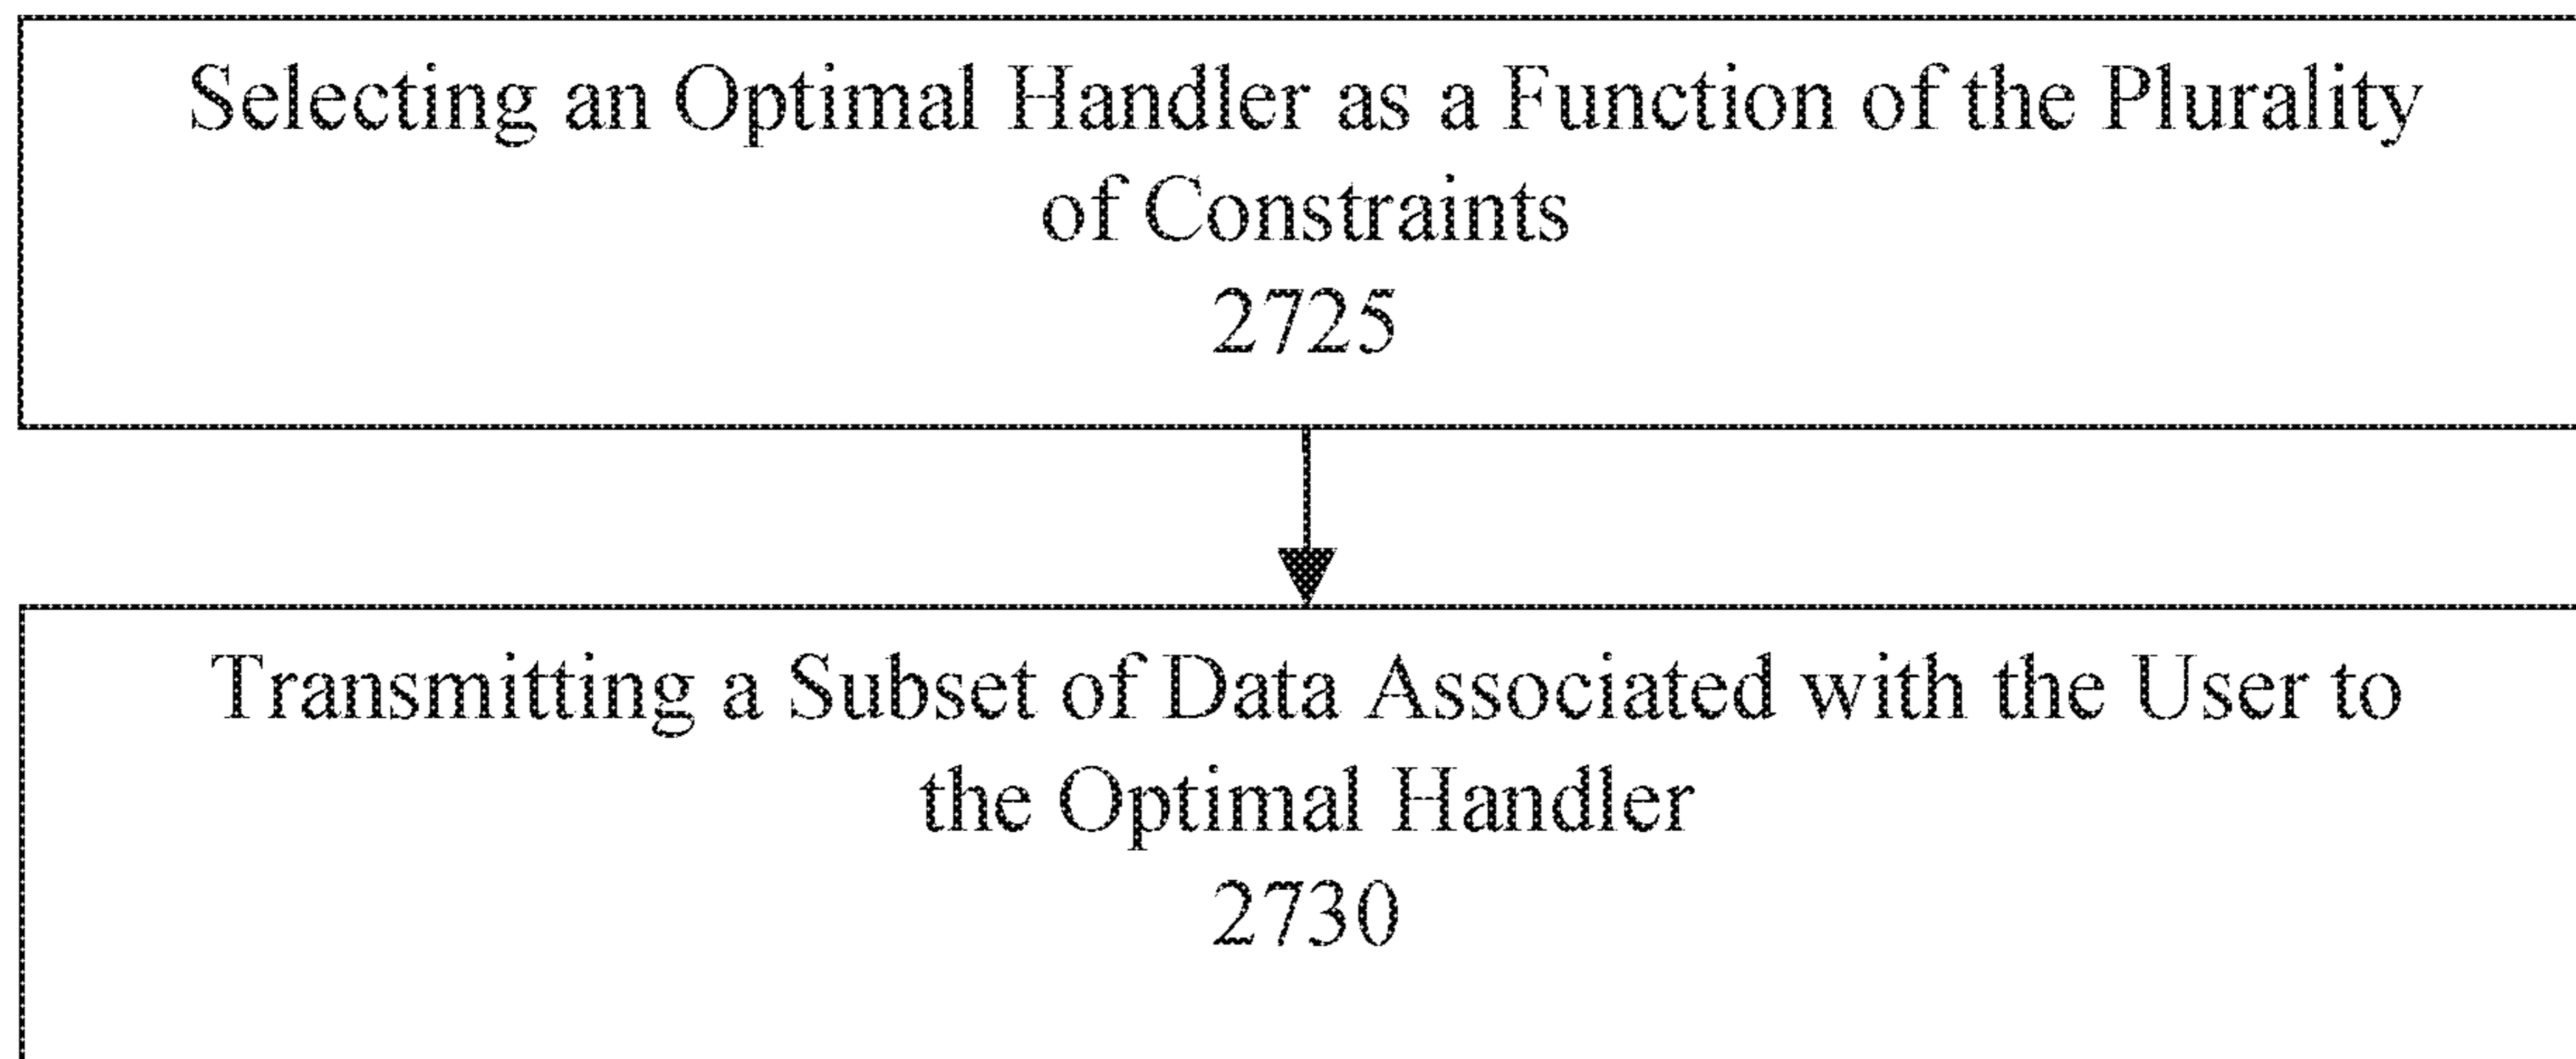 Selecting an Optimal Handler as a Function of the Plurality
of Constraints
2725
Transmitting a Subset of Data Associated with the User to
the Optimal Handler
2730